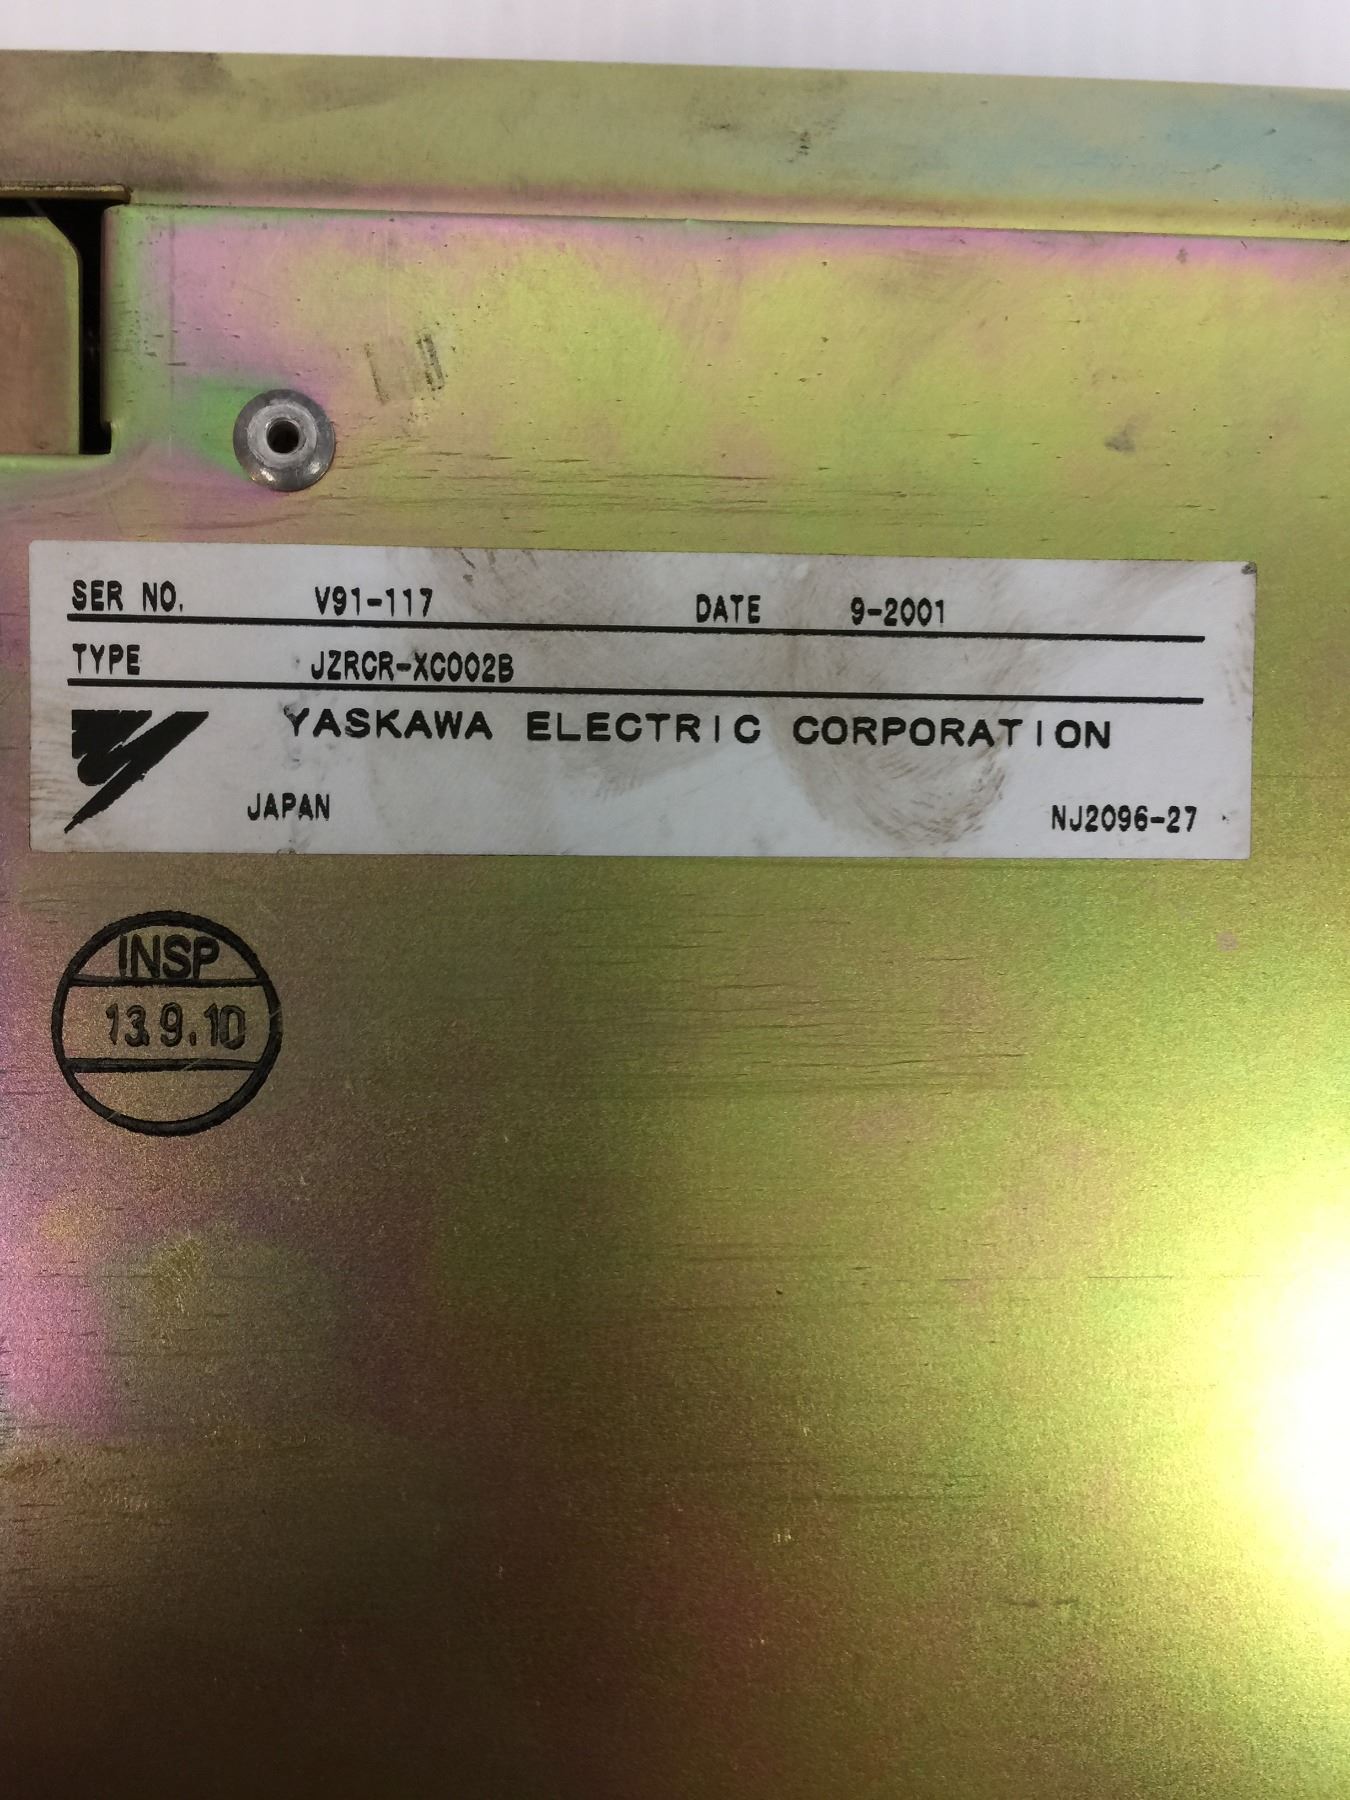 SER NO. V91-117 DATE 9-2001
TYPE JZRCR-XC002B
YASKAWA ELECTRIC CORPORATION
JAPAN NJ2096-27
INSP
13.9.10